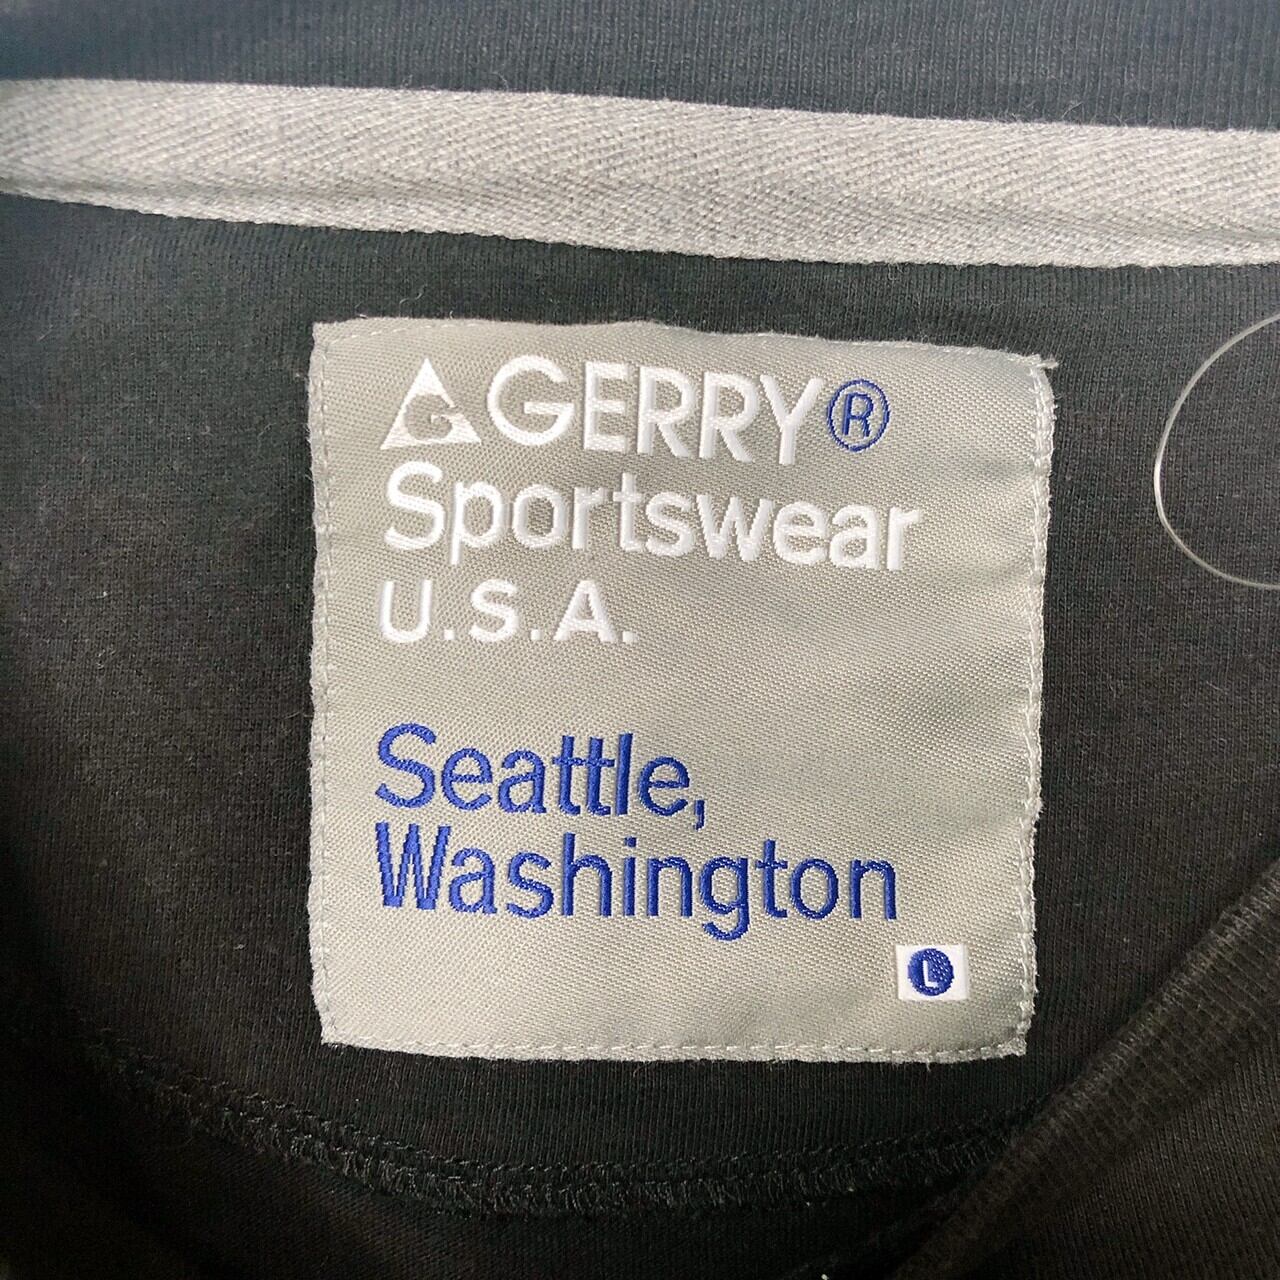 G GERRY®
Sportswear
U.S.A.
Seattle,
Washington
L